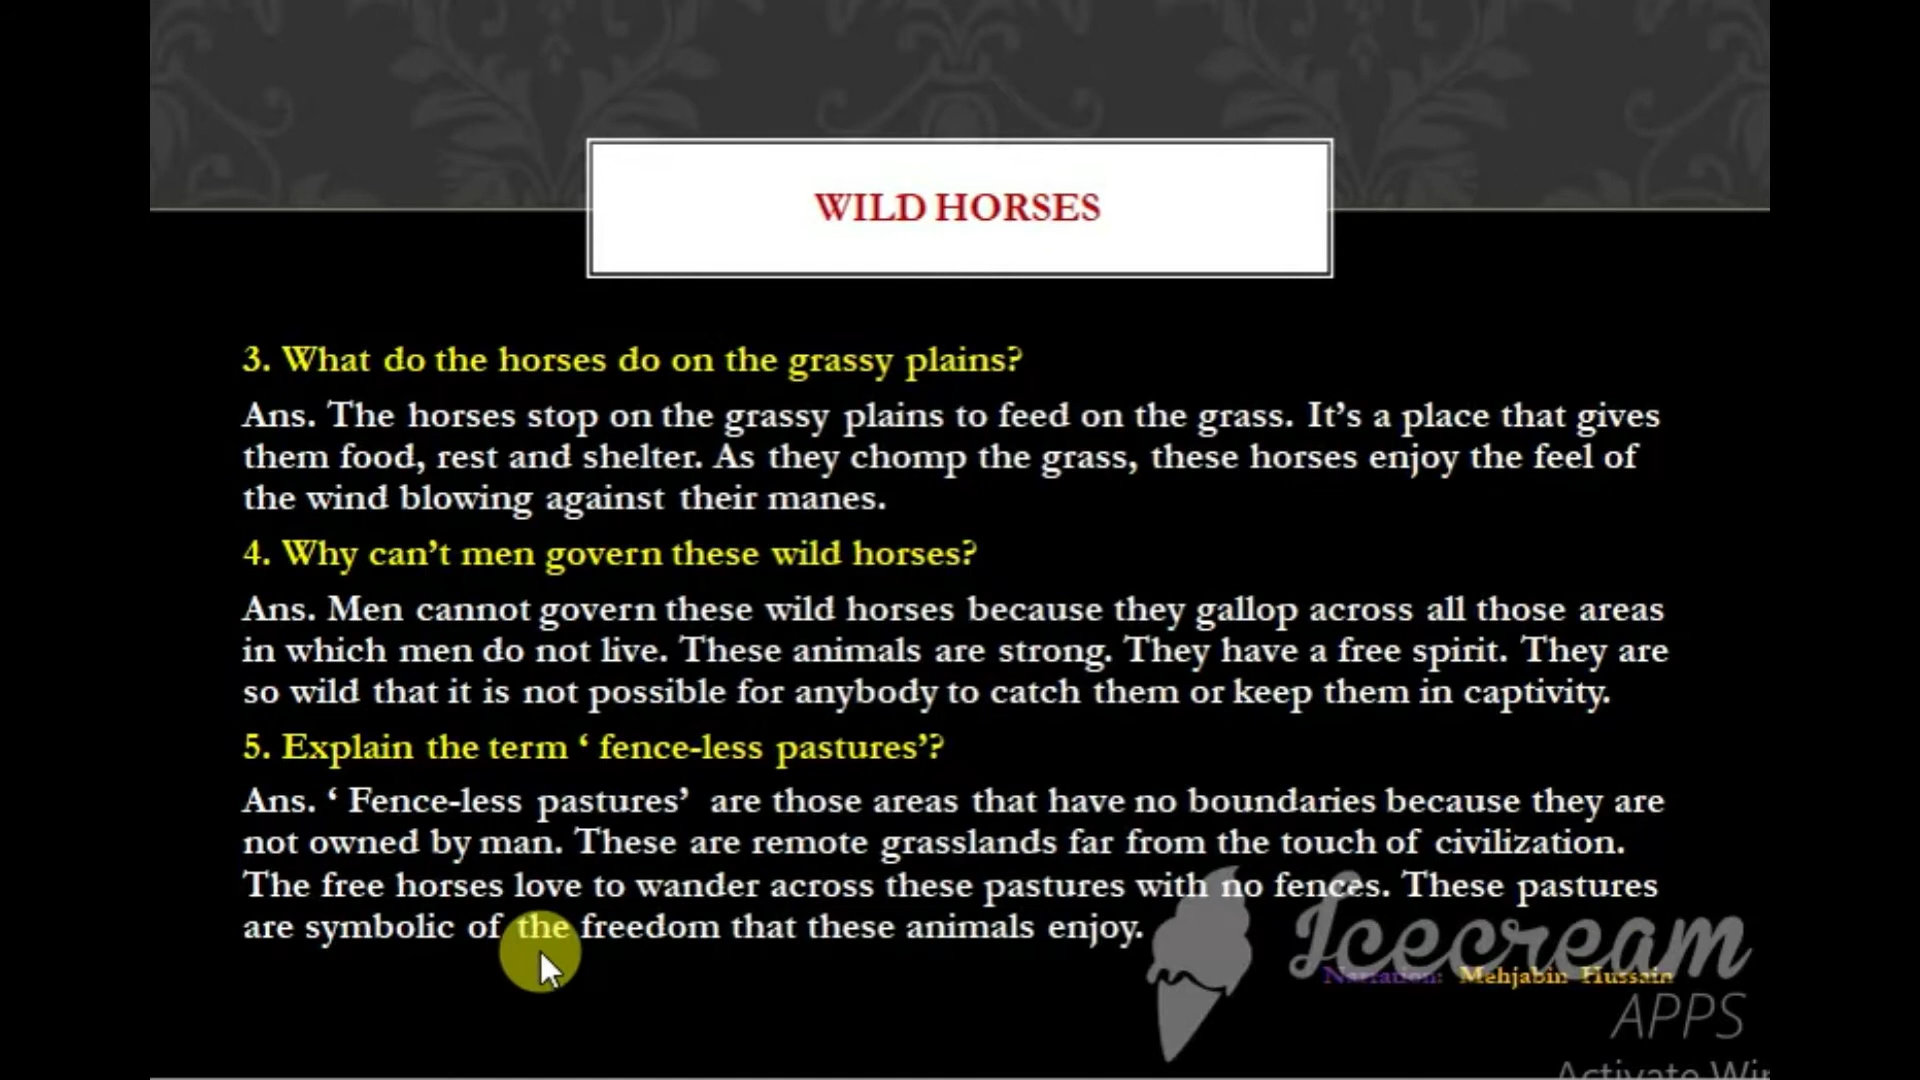 WILD HORSES
3. What do the horses do on the grassy plains?
Ans. The horses stop on the grassy plains to feed on the grass. It's a place that gives
them food, rest and shelter. As they chomp the grass, these horses enjoy the feel of
the wind blowing against their manes.
4. Why can't men govern these wild horses?
Ans. Men cannot govern these wild horses because they gallop across all those areas
in which men do not live. These animals are strong. They have a free spirit. They are
so wild that it is not possible for anybody to catch them or keep them in captivity.
5. Explain the term ‘ fence-less pastures’?
Ans. ‘ Fence-less pastures’ are those areas that have no boundaries because they are
not owned by man. These are remote grasslands far from the touch of civilization.
The free horses love to wander across these pastures with no fences. These pastures
are symbolic of the freedom that these animals enjoy.
Icecream
Narration: Mehjabin Hussain
APPS
Activate Wi